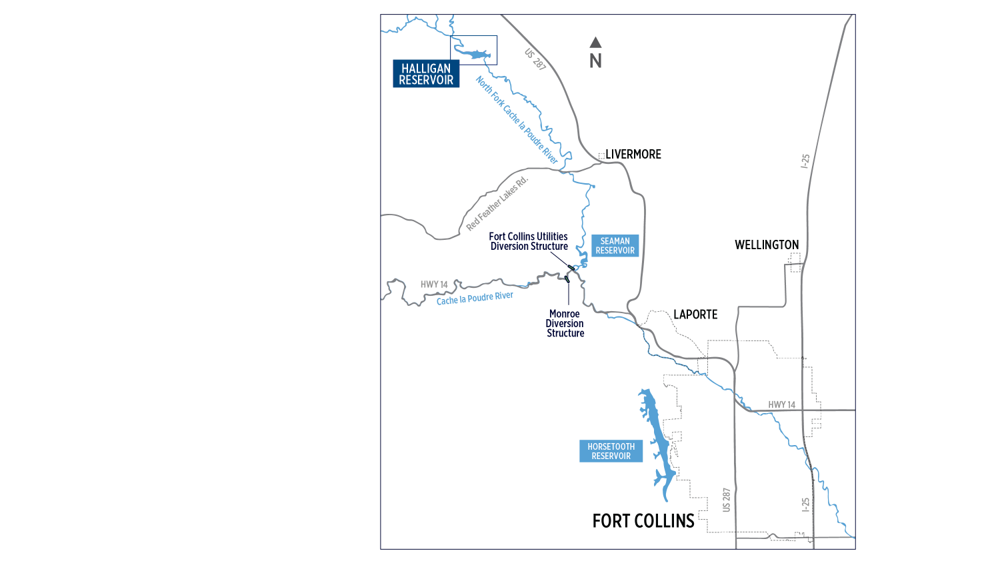 US 287
N
HALLIGAN
RESERVOIR
North Fork Cache la Poudre River
LIVERMORE
I-25
Red Feather Lakes Rd.
Fort Collins Utilities
Diversion Structure
SEAMAN
RESERVOIR
WELLINGTON
HWY 14
Cache la Poudre River
Monroe
Diversion
Structure
LAPORTE
HWY 14
HORSETOOTH
RESERVOIR
US 287
I-25
FORT COLLINS